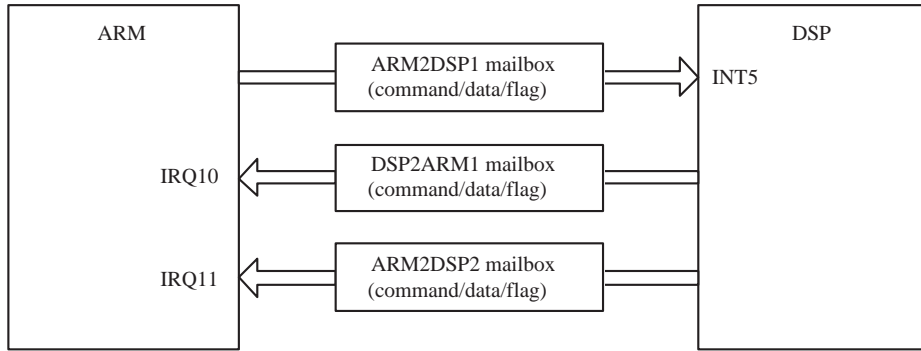 ARM
DSP
ARM2DSP1 mailbox
(command/data/flag)
INT5
DSP2ARM1 mailbox
(command/data/flag)
IRQ10
ARM2DSP2 mailbox
(command/data/flag)
IRQ11